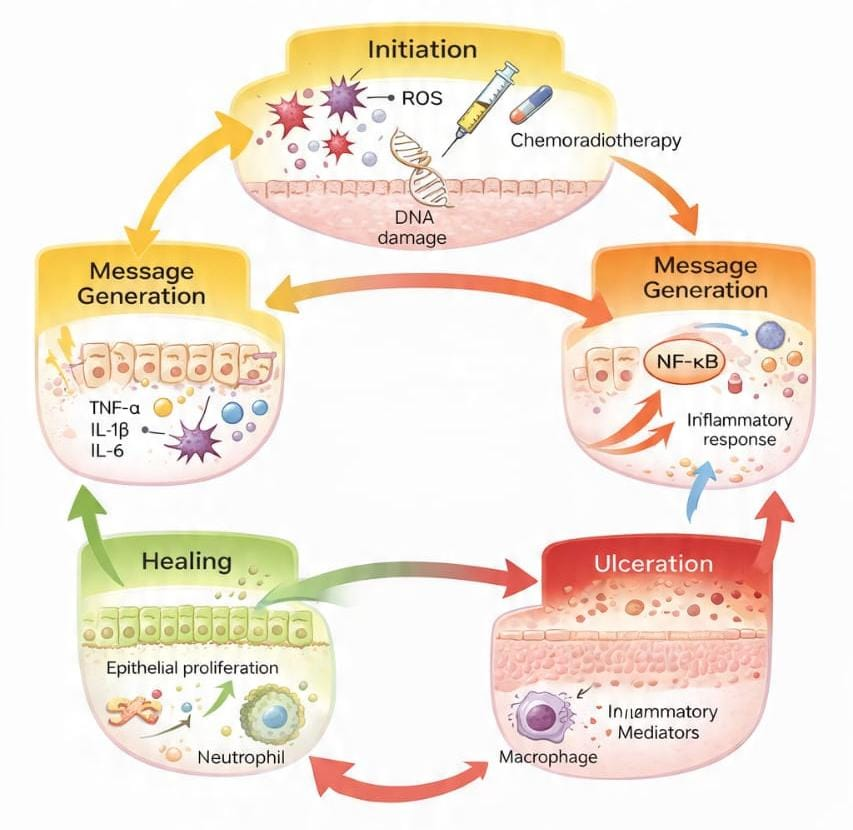 Initiation
ROS
Chemoradiotherapy
DNA
damage
Message
Generation
TNF-α
IL-1β
IL-6
Message
Generation
NF-κB
Inflammatory
response
Healing
Epithelial proliferation
Neutrophil
Ulceration
Macrophage
Mediators